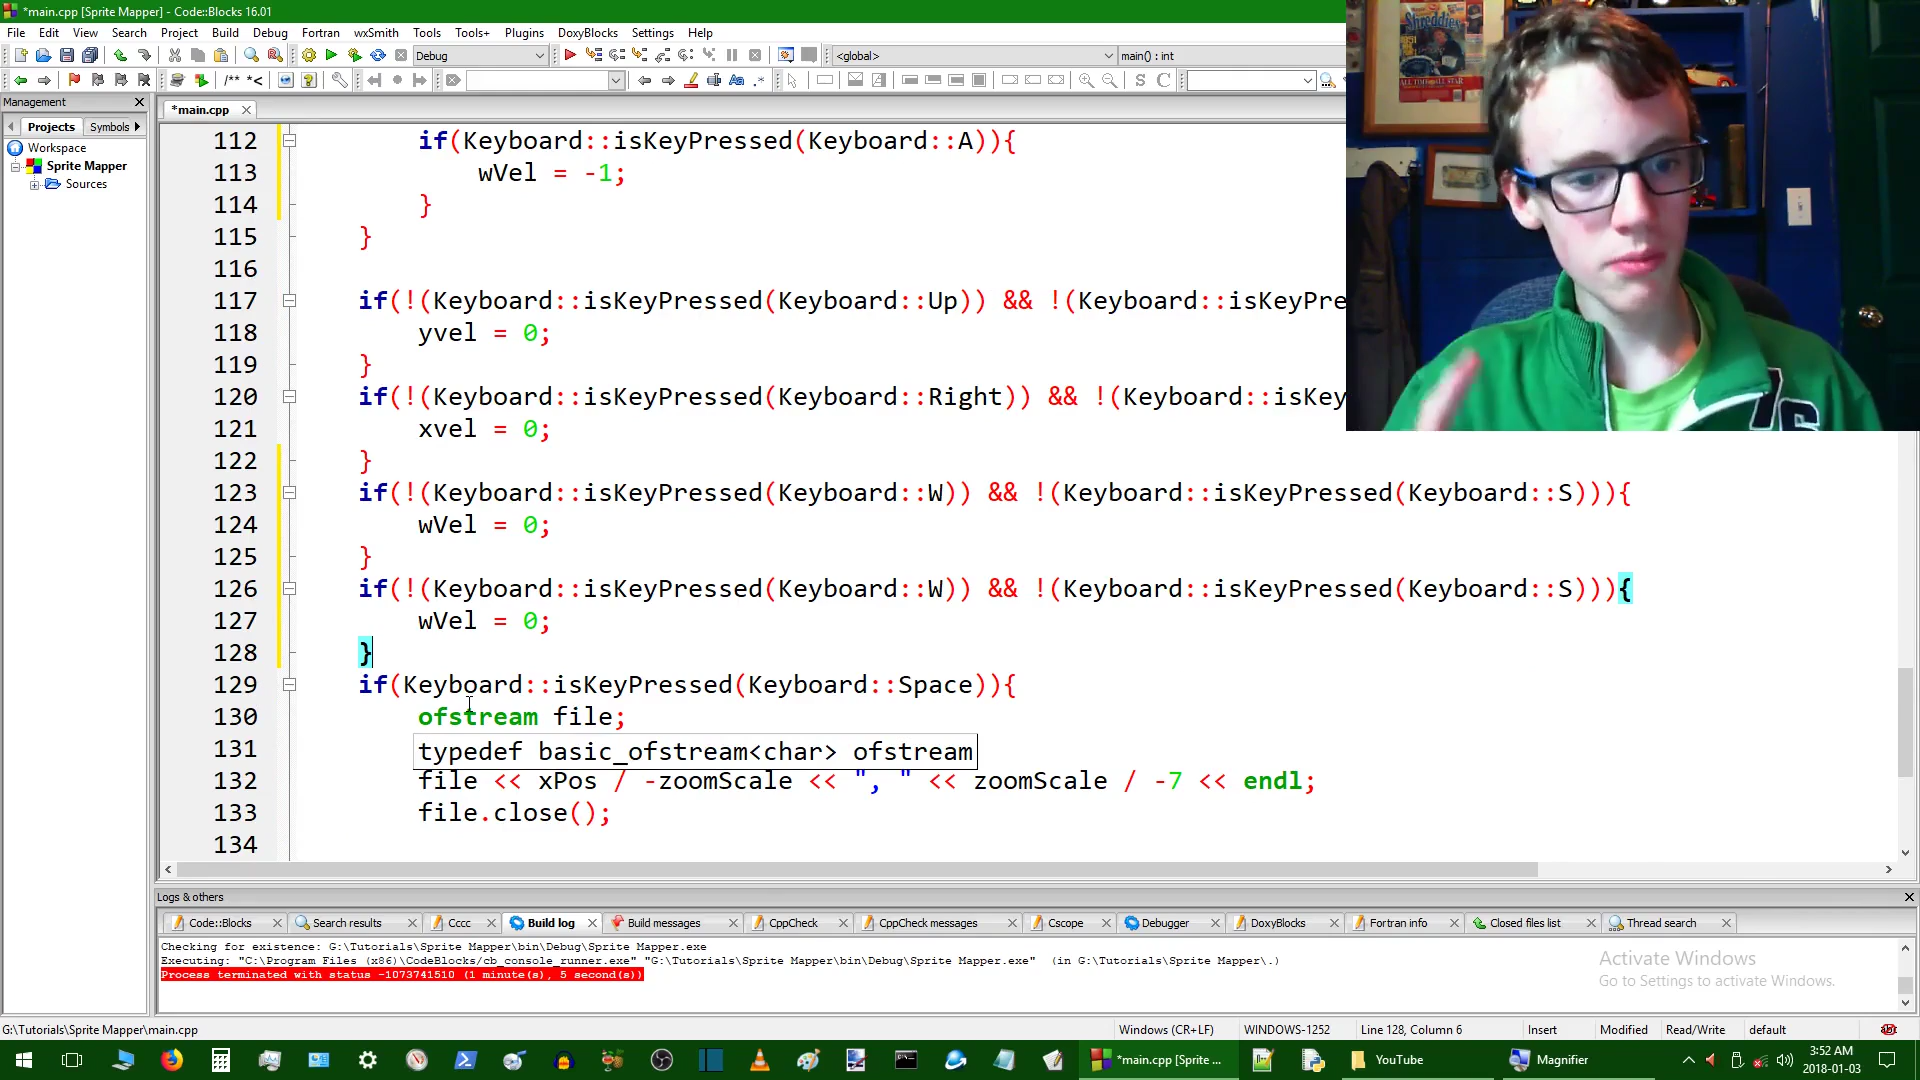 *main.cpp [Sprite Mapper] - Code::Blocks 16.01
File Edit View Search Project Build Debug Fortran wxSmith Tools Tools+ Plugins DoxyBlocks Settings Help
Debug <global> main() : int
/** *<
Management
*main.cpp
Projects Symbols
Workspace
Sprite Mapper
Sources
112 if(Keyboard::isKeyPressed(Keyboard::A)){
113 wVel = -1;
114 }
115 }
116
117 if(!(Keyboard::isKeyPressed(Keyboard::Up)) && !(Keyboard::isKeyPre
118 yvel = 0;
119 }
120 if(!(Keyboard::isKeyPressed(Keyboard::Right)) && !(Keyboard::isKey
121 xvel = 0;
122 }
123 if(!(Keyboard::isKeyPressed(Keyboard::W)) && !(Keyboard::isKeyPressed(Keyboard::S))){
124 wVel = 0;
125 }
126 if(!(Keyboard::isKeyPressed(Keyboard::W)) && !(Keyboard::isKeyPressed(Keyboard::S))){
127 wVel = 0;
128 }
129 if(Keyboard::isKeyPressed(Keyboard::Space)){
130 ofstream file;
131 typedef basic_ofstream<char> ofstream
132 file << xPos / -zoomScale << ", " << zoomScale / -7 << endl;
133 file.close();
134
Logs & others
Code::Blocks Search results Cccc Build log Build messages CppCheck CppCheck messages Cscope Debugger DoxyBlocks Fortran info Closed files list Thread search
Checking for existence: G:\Tutorials\Sprite Mapper\bin\Debug\Sprite Mapper.exe
Executing: "C:\Program Files (x86)\CodeBlocks/cb_console_runner.exe" "G:\Tutorials\Sprite Mapper\bin\Debug\Sprite Mapper.exe" (in G:\Tutorials\Sprite Mapper\.)
Process terminated with status -1073741510 (1 minute(s), 5 second(s))
Activate Windows
Go to Settings to activate Windows.
G:\Tutorials\Sprite Mapper\main.cpp Windows (CR+LF) WINDOWS-1252 Line 128, Column 6 Insert Modified Read/Write default
*main.cpp [Sprite ... YouTube Magnifier 3:52 AM
2018-01-03
Shreddies